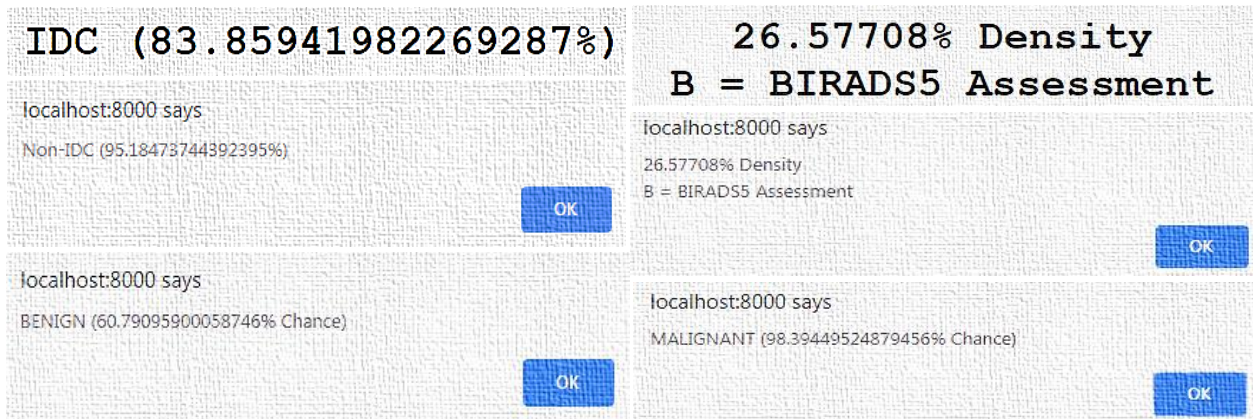 IDC (83.85941982269287%)
localhost:8000 says
Non-IDC (95.18473744392395%)
OK
localhost:8000 says
BENIGN (60.79095900058746% Chance)
OK
26.57708% Density
B = BIRADS5 Assessment
localhost:8000 says
26.57708% Density
B = BIRADS5 Assessment
OK
localhost:8000 says
MALIGNANT (98.39449524879456% Chance)
OK